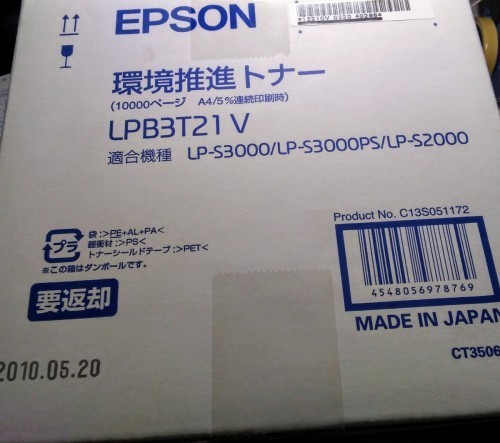 EPSON
環境推進トナー
(10000ページ A4/5%連続印刷時)
LPB3T21 V
適合機種 LP-S3000/LP-S3000PS/LP-S2000
Product No. C13S051172
プラ
袋:>PE+AL+PA<
緩衝材:>PS<
トナーシールドテープ:>PET<
※この箱はダンボールです。
4548056978769
要返却
MADE IN JAPAN
CT3506
2010.05.20